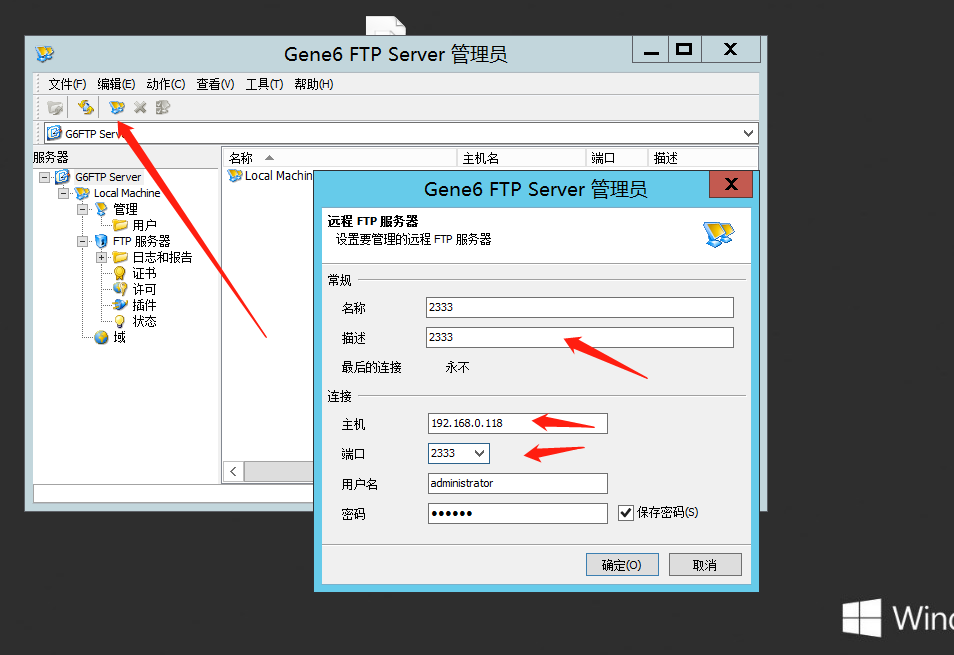 Gene6 FTP Server 管理员
文件(F) 编辑(E) 动作(C) 查看(V) 工具(T) 帮助(H)
G6FTP Serv
服务器
名称 主机名 端口 描述
G6FTP Server
Local Machine
管理
用户
FTP 服务器
日志和报告
证书
许可
插件
状态
域
Local Machin
Gene6 FTP Server 管理员
远程 FTP 服务器
设置要管理的远程 FTP 服务器
常规
名称 2333
描述 2333
最后的连接 永不
连接
主机 192.168.0.118
端口 2333
用户名 administrator
密码 ●●●●●● 保存密码(S)
确定(O) 取消
Wind